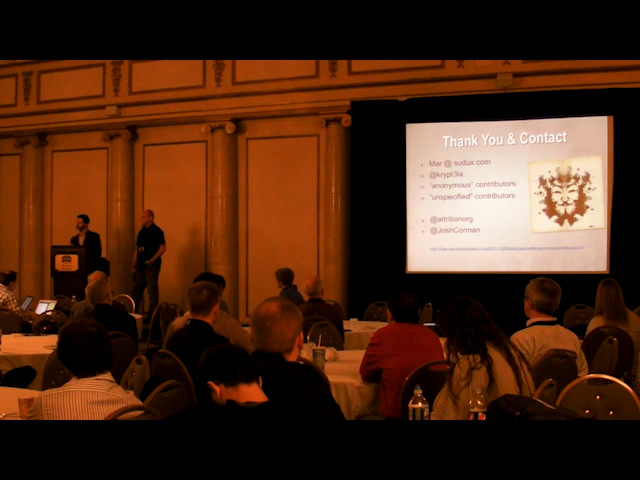 Thank You & Contact
Mar @ sudux.com
@krypt3ia
"anonymous" contributors
"unspecified" contributors
@attritionorg
@JoshCorman